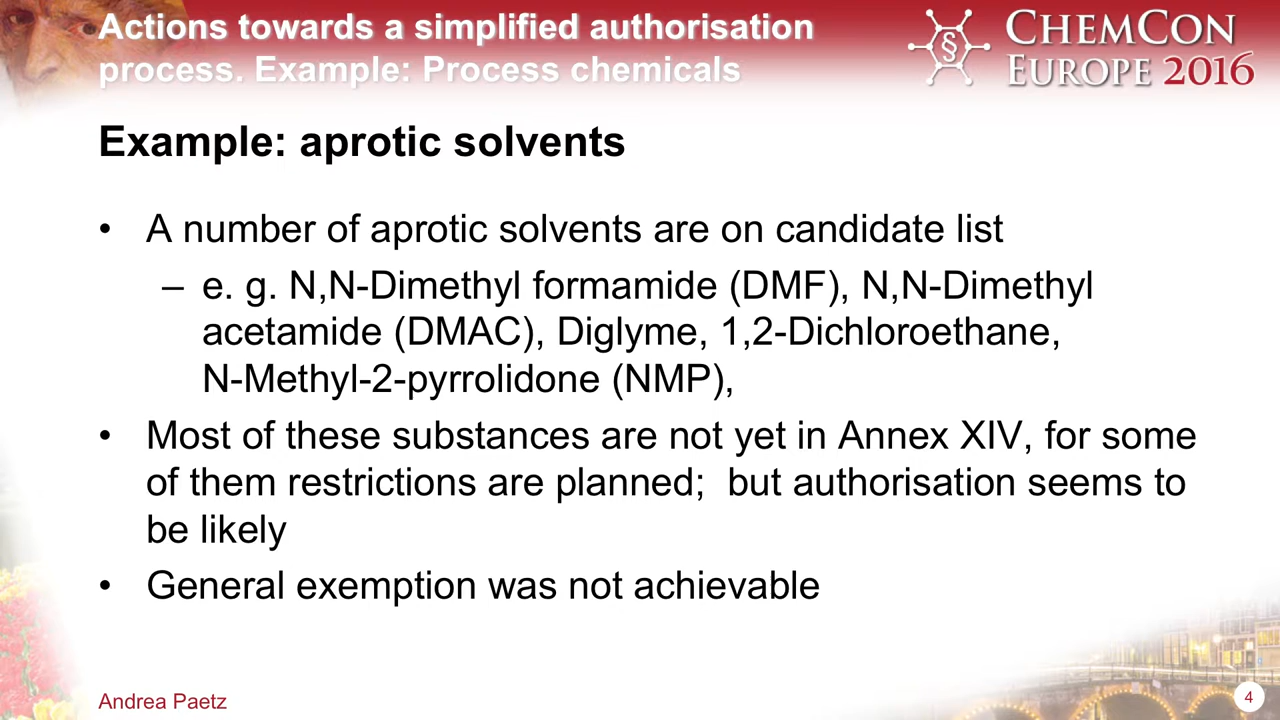 Actions towards a simplified authorisation
process. Example: Process chemicals
CHEMCON
EUROPE 2016
§
Example: aprotic solvents
• A number of aprotic solvents are on candidate list
– e. g. N,N-Dimethyl formamide (DMF), N,N-Dimethyl
acetamide (DMAC), Diglyme, 1,2-Dichloroethane,
N-Methyl-2-pyrrolidone (NMP),
• Most of these substances are not yet in Annex XIV, for some
of them restrictions are planned;  but authorisation seems to
be likely
• General exemption was not achievable
Andrea Paetz
4